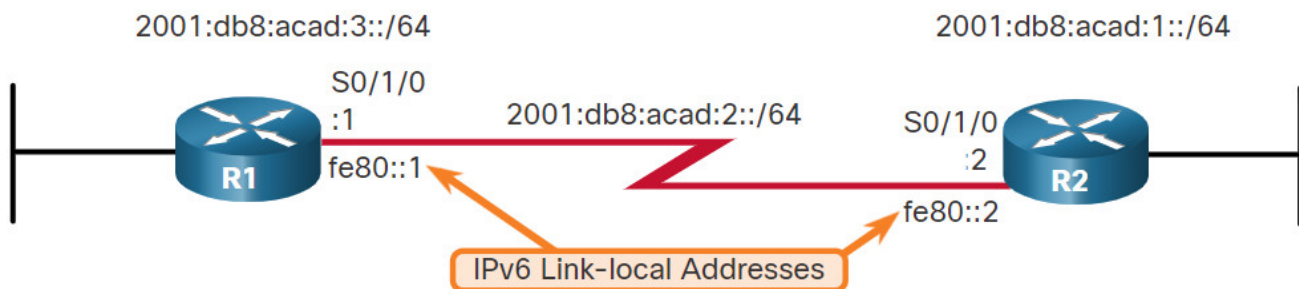 2001:db8:acad:3::/64
2001:db8:acad:1::/64
S0/1/0
:1
2001:db8:acad:2::/64
S0/1/0
:2
R1
fe80::1
R2
fe80::2
IPv6 Link-local Addresses